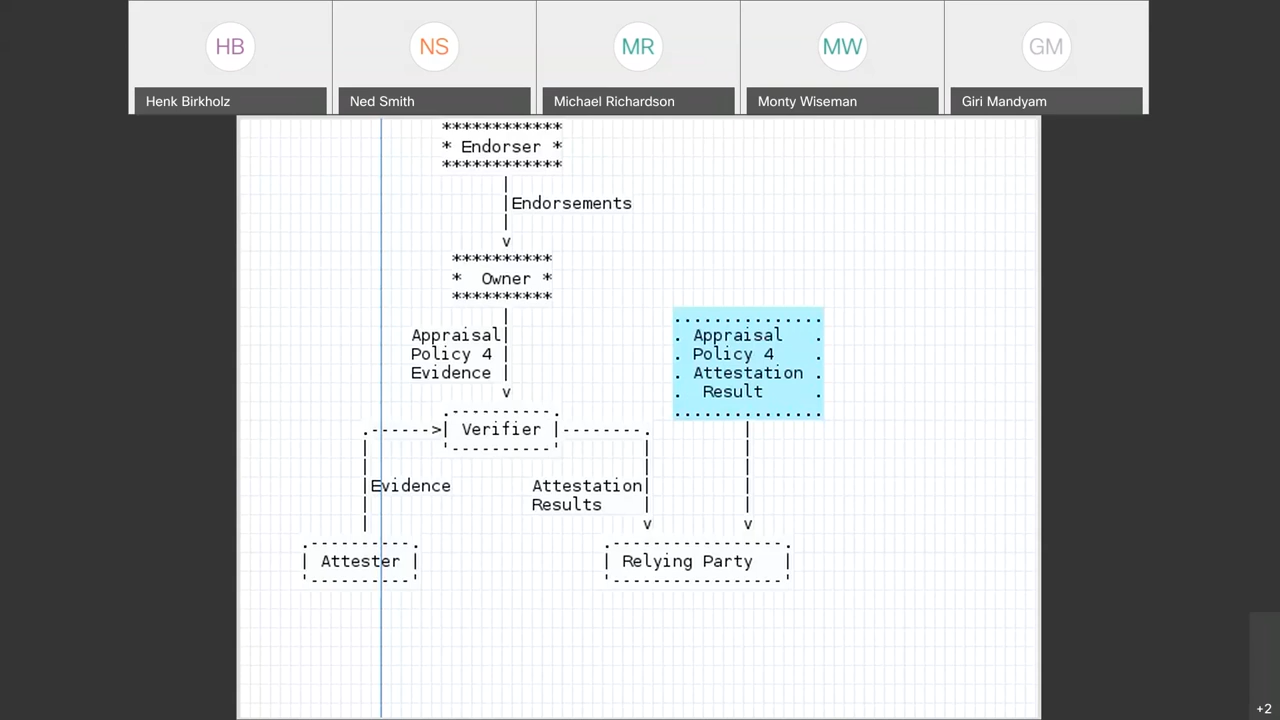 HB
NS
MR
MW
GM
Henk Birkholz
Ned Smith
Michael Richardson
Monty Wiseman
Giri Mandyam
************
* Endorser *
************
Endorsements
v
**********
* Owner *
**********
Appraisal
Policy 4
Evidence
v
Appraisal
Policy 4
Attestation
Result
Verifier
Evidence
Attestation
Results
v
v
Attester
Relying Party
+2